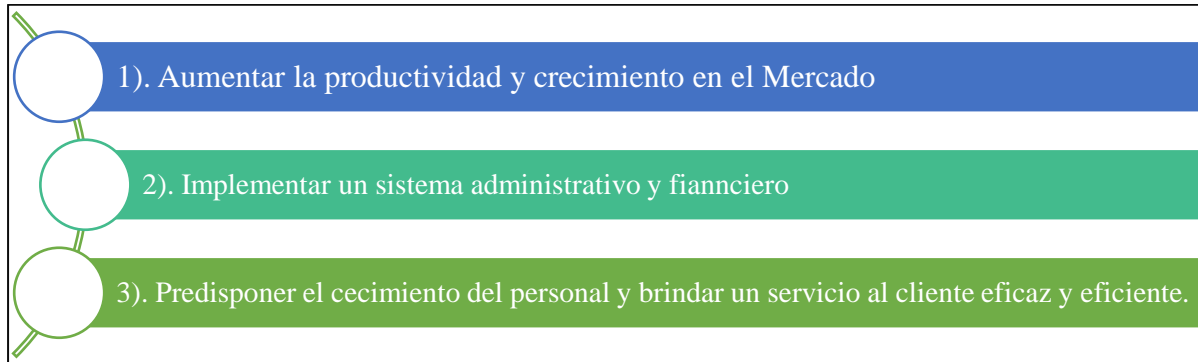 1). Aumentar la productividad y crecimiento en el Mercado
2). Implementar un sistema administrativo y fiannciero
3). Predisponer el cecimiento del personal y brindar un servicio al cliente eficaz y eficiente.